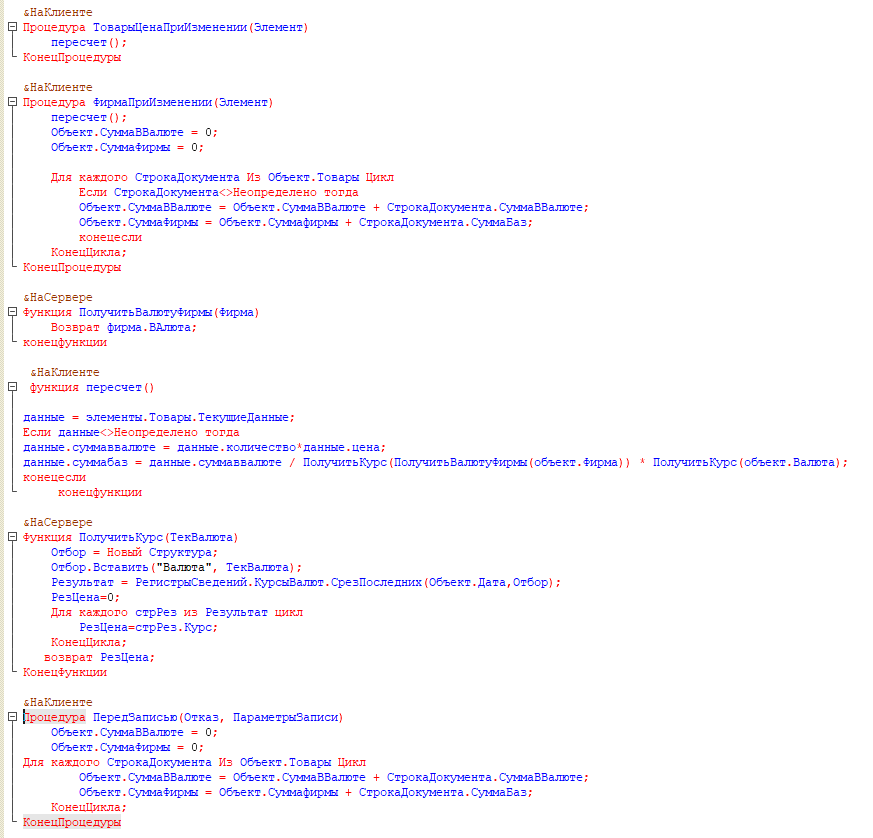 &НаКлиенте
Процедура ТоварыЦенаПриИзменении(Элемент)
пересчет();
КонецПроцедуры
&НаКлиенте
Процедура ФирмаПриИзменении(Элемент)
пересчет();
Объект.СуммаВВалюте = 0;
Объект.СуммаФирмы = 0;
Для каждого СтрокаДокумента Из Объект.Товары Цикл
Если СтрокаДокумента<>Неопределено тогда
Объект.СуммаВВалюте = Объект.СуммаВВалюте + СтрокаДокумента.СуммаВВалюте;
Объект.СуммаФирмы = Объект.Суммафирмы + СтрокаДокумента.СуммаБаз;
конецесли
КонецЦикла;
КонецПроцедуры
&НаСервере
Функция ПолучитьВалютуФирмы(Фирма)
Возврат фирма.ВАлюта;
конецфункции
&НаКлиенте
функция пересчет()
данные = элементы.Товары.ТекущиеДанные;
Если данные<>Неопределено тогда
данные.суммаввалюте = данные.количество*данные.цена;
данные.суммабаз = данные.суммаввалюте / ПолучитьКурс(ПолучитьВалютуФирмы(объект.Фирма)) * ПолучитьКурс(объект.Валюта);
конецесли
конецфункции
&НаСервере
Функция ПолучитьКурс(ТекВалюта)
Отбор = Новый Структура;
Отбор.Вставить("Валюта", ТекВалюта);
Результат = РегистрыСведений.КурсыВалют.СрезПоследних(Объект.Дата,Отбор);
РезЦена=0;
Для каждого стрРез из Результат цикл
РезЦена=стрРез.Курс;
КонецЦикла;
возврат РезЦена;
КонецФункции
&НаКлиенте
Процедура ПередЗаписью(Отказ, ПараметрыЗаписи)
Объект.СуммаВВалюте = 0;
Объект.СуммаФирмы = 0;
Для каждого СтрокаДокумента Из Объект.Товары Цикл
Объект.СуммаВВалюте = Объект.СуммаВВалюте + СтрокаДокумента.СуммаВВалюте;
Объект.СуммаФирмы = Объект.Суммафирмы + СтрокаДокумента.СуммаБаз;
КонецЦикла;
КонецПроцедуры